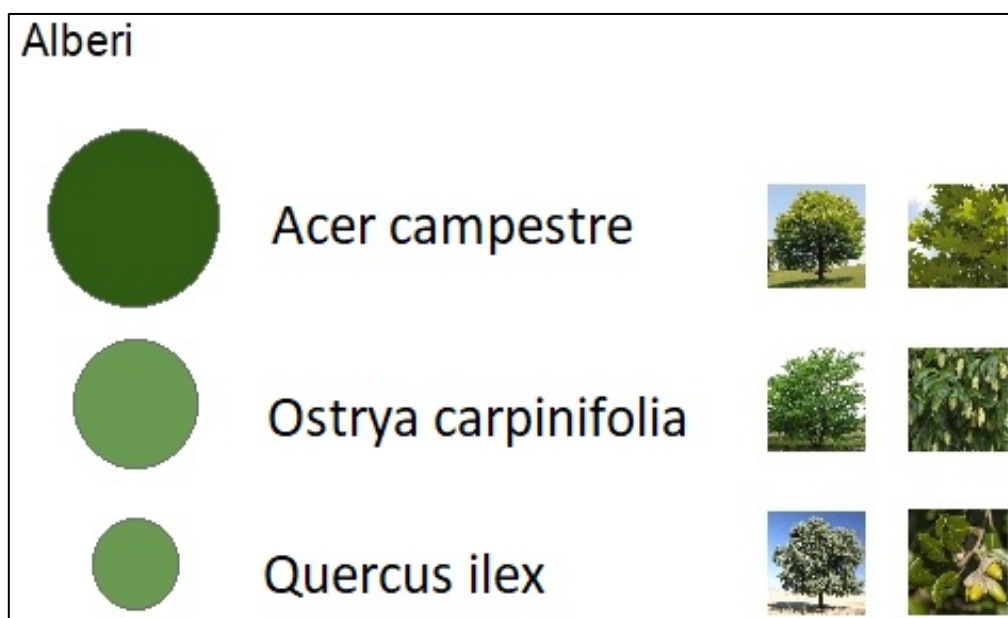 Alberi
Acer campestre
Ostrya carpinifolia
Quercus ilex